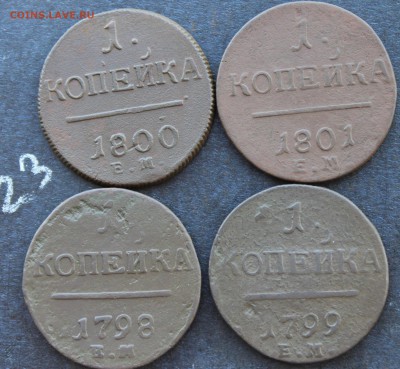 COINS-LAVE.RU
1.
КОПЕЙКА
1800
Е.М.
1.
КОПЕЙКА
1801
Е.М.
23
1.
КОПЕЙКА
1798
Е.М.
1.
КОПЕЙКА
1799
Е.М.